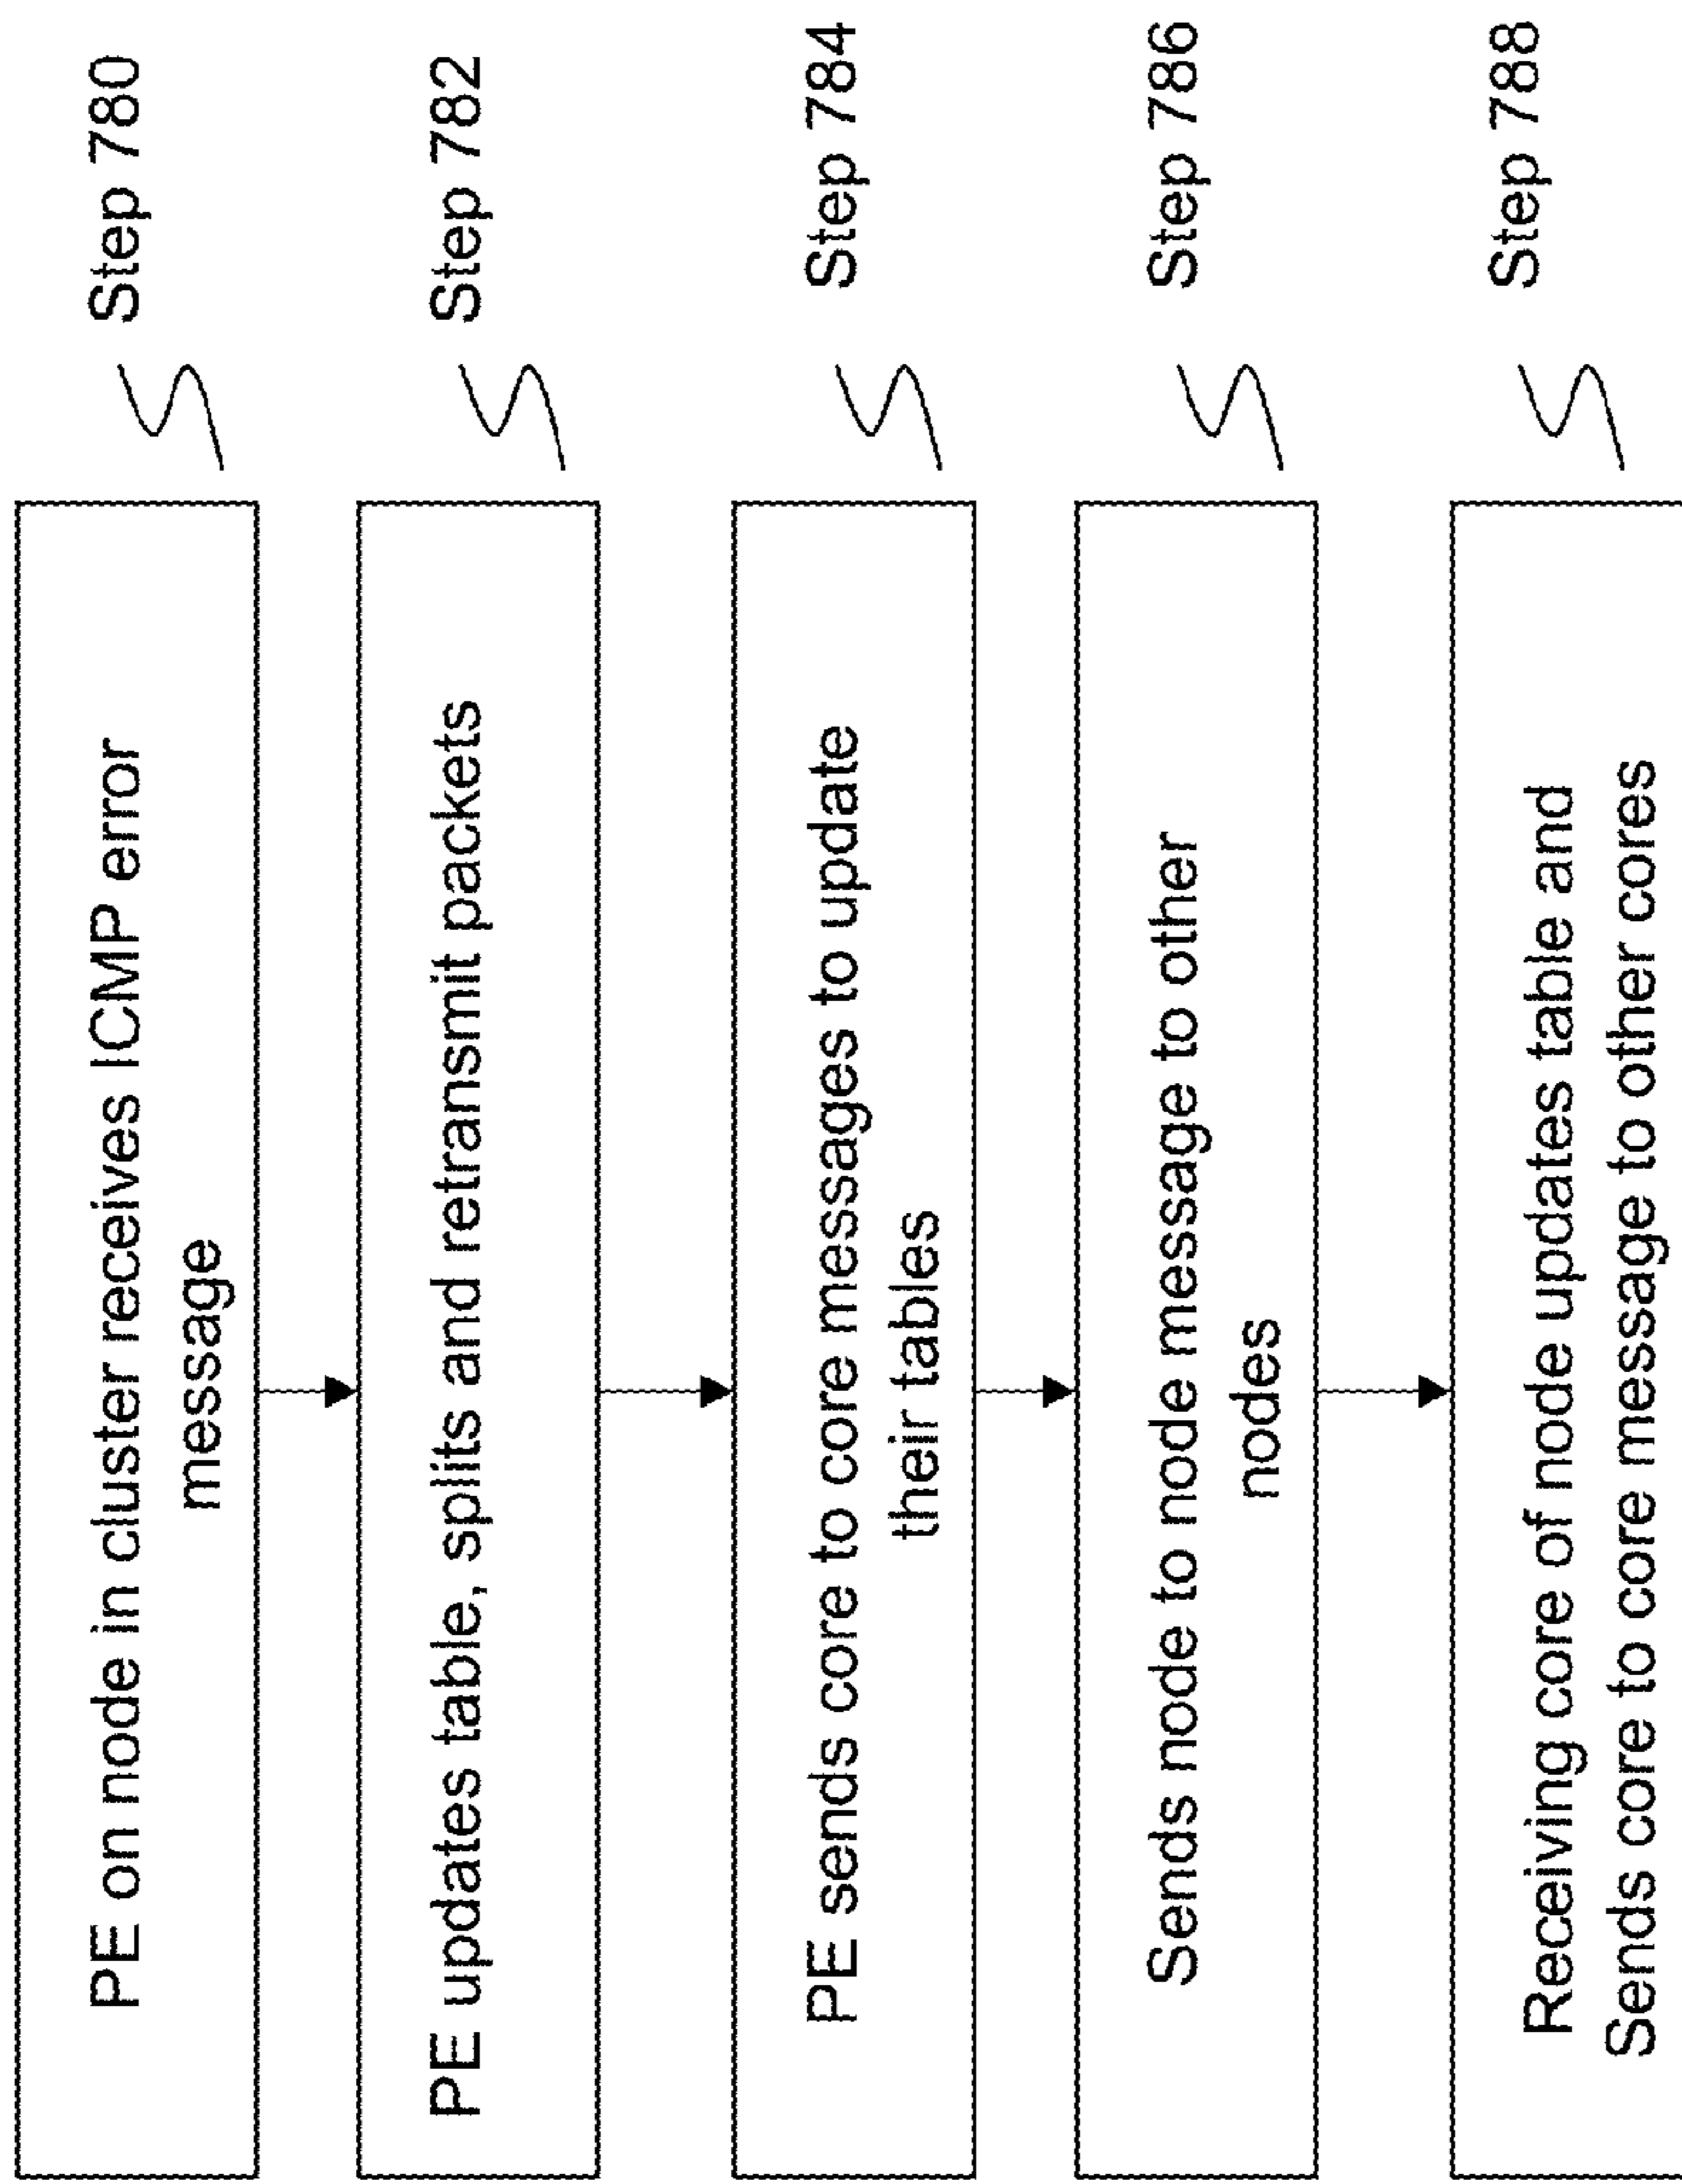 PE on node in cluster receives ICMP error
message
Step 780
PE updates table, splits and retransmit packets
Step 782
PE sends core to core messages to update
their tables
Step 784
Sends node to node message to other
nodes
Step 786
Receiving core of node updates table and
Sends core to core message to other cores
Step 788